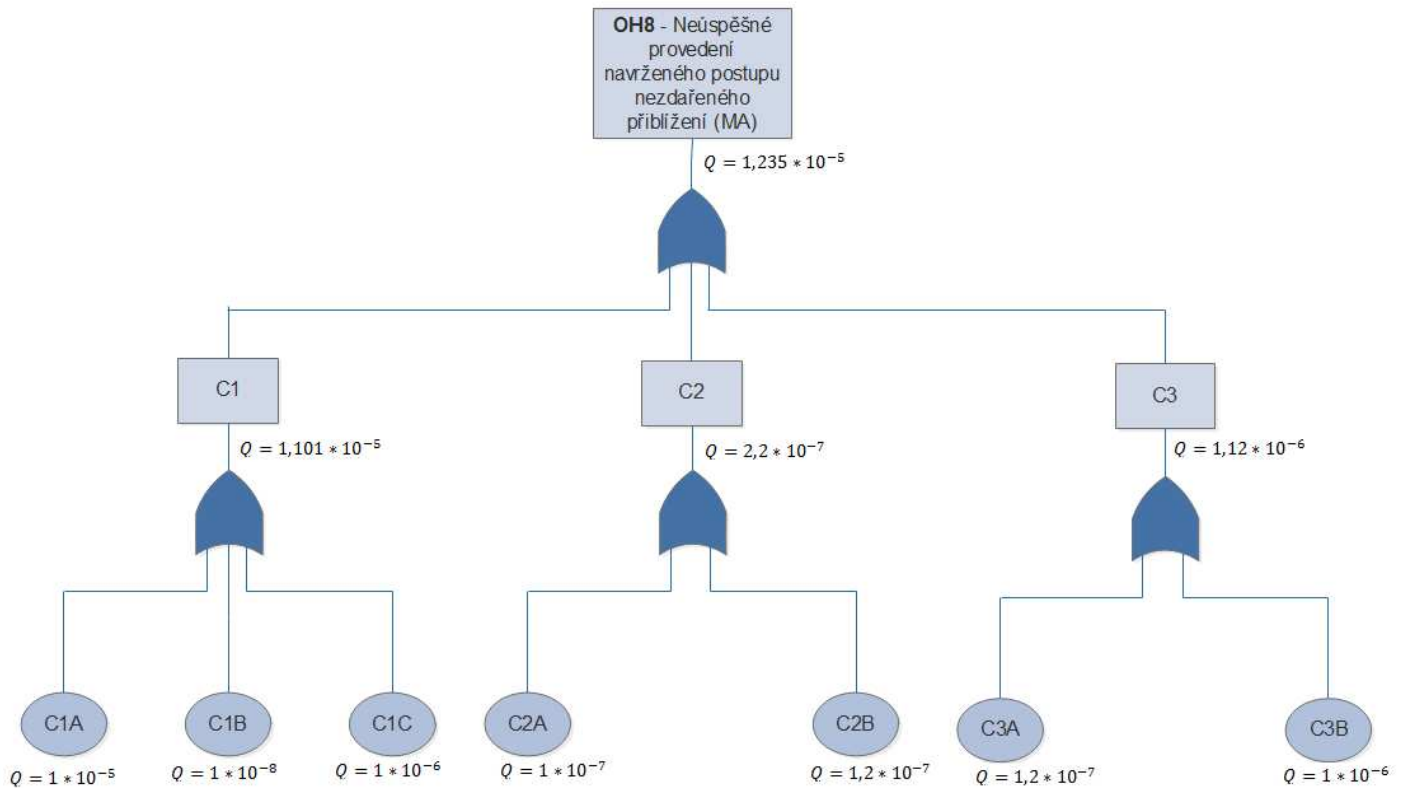 OH8 - Neúspěšné
provedení
navrženého postupu
nezdařeného
přiblížení (MA)
Q = 1,235 * 10⁻⁵
C1
C2
C3
Q = 1,101 * 10⁻⁵
Q = 2,2 * 10⁻⁷
Q = 1,12 * 10⁻⁶
C1A
C1B
C1C
C2A
C2B
C3A
C3B
Q = 1 * 10⁻⁵
Q = 1 * 10⁻⁸
Q = 1 * 10⁻⁶
Q = 1 * 10⁻⁷
Q = 1,2 * 10⁻⁷
Q = 1,2 * 10⁻⁷
Q = 1 * 10⁻⁶